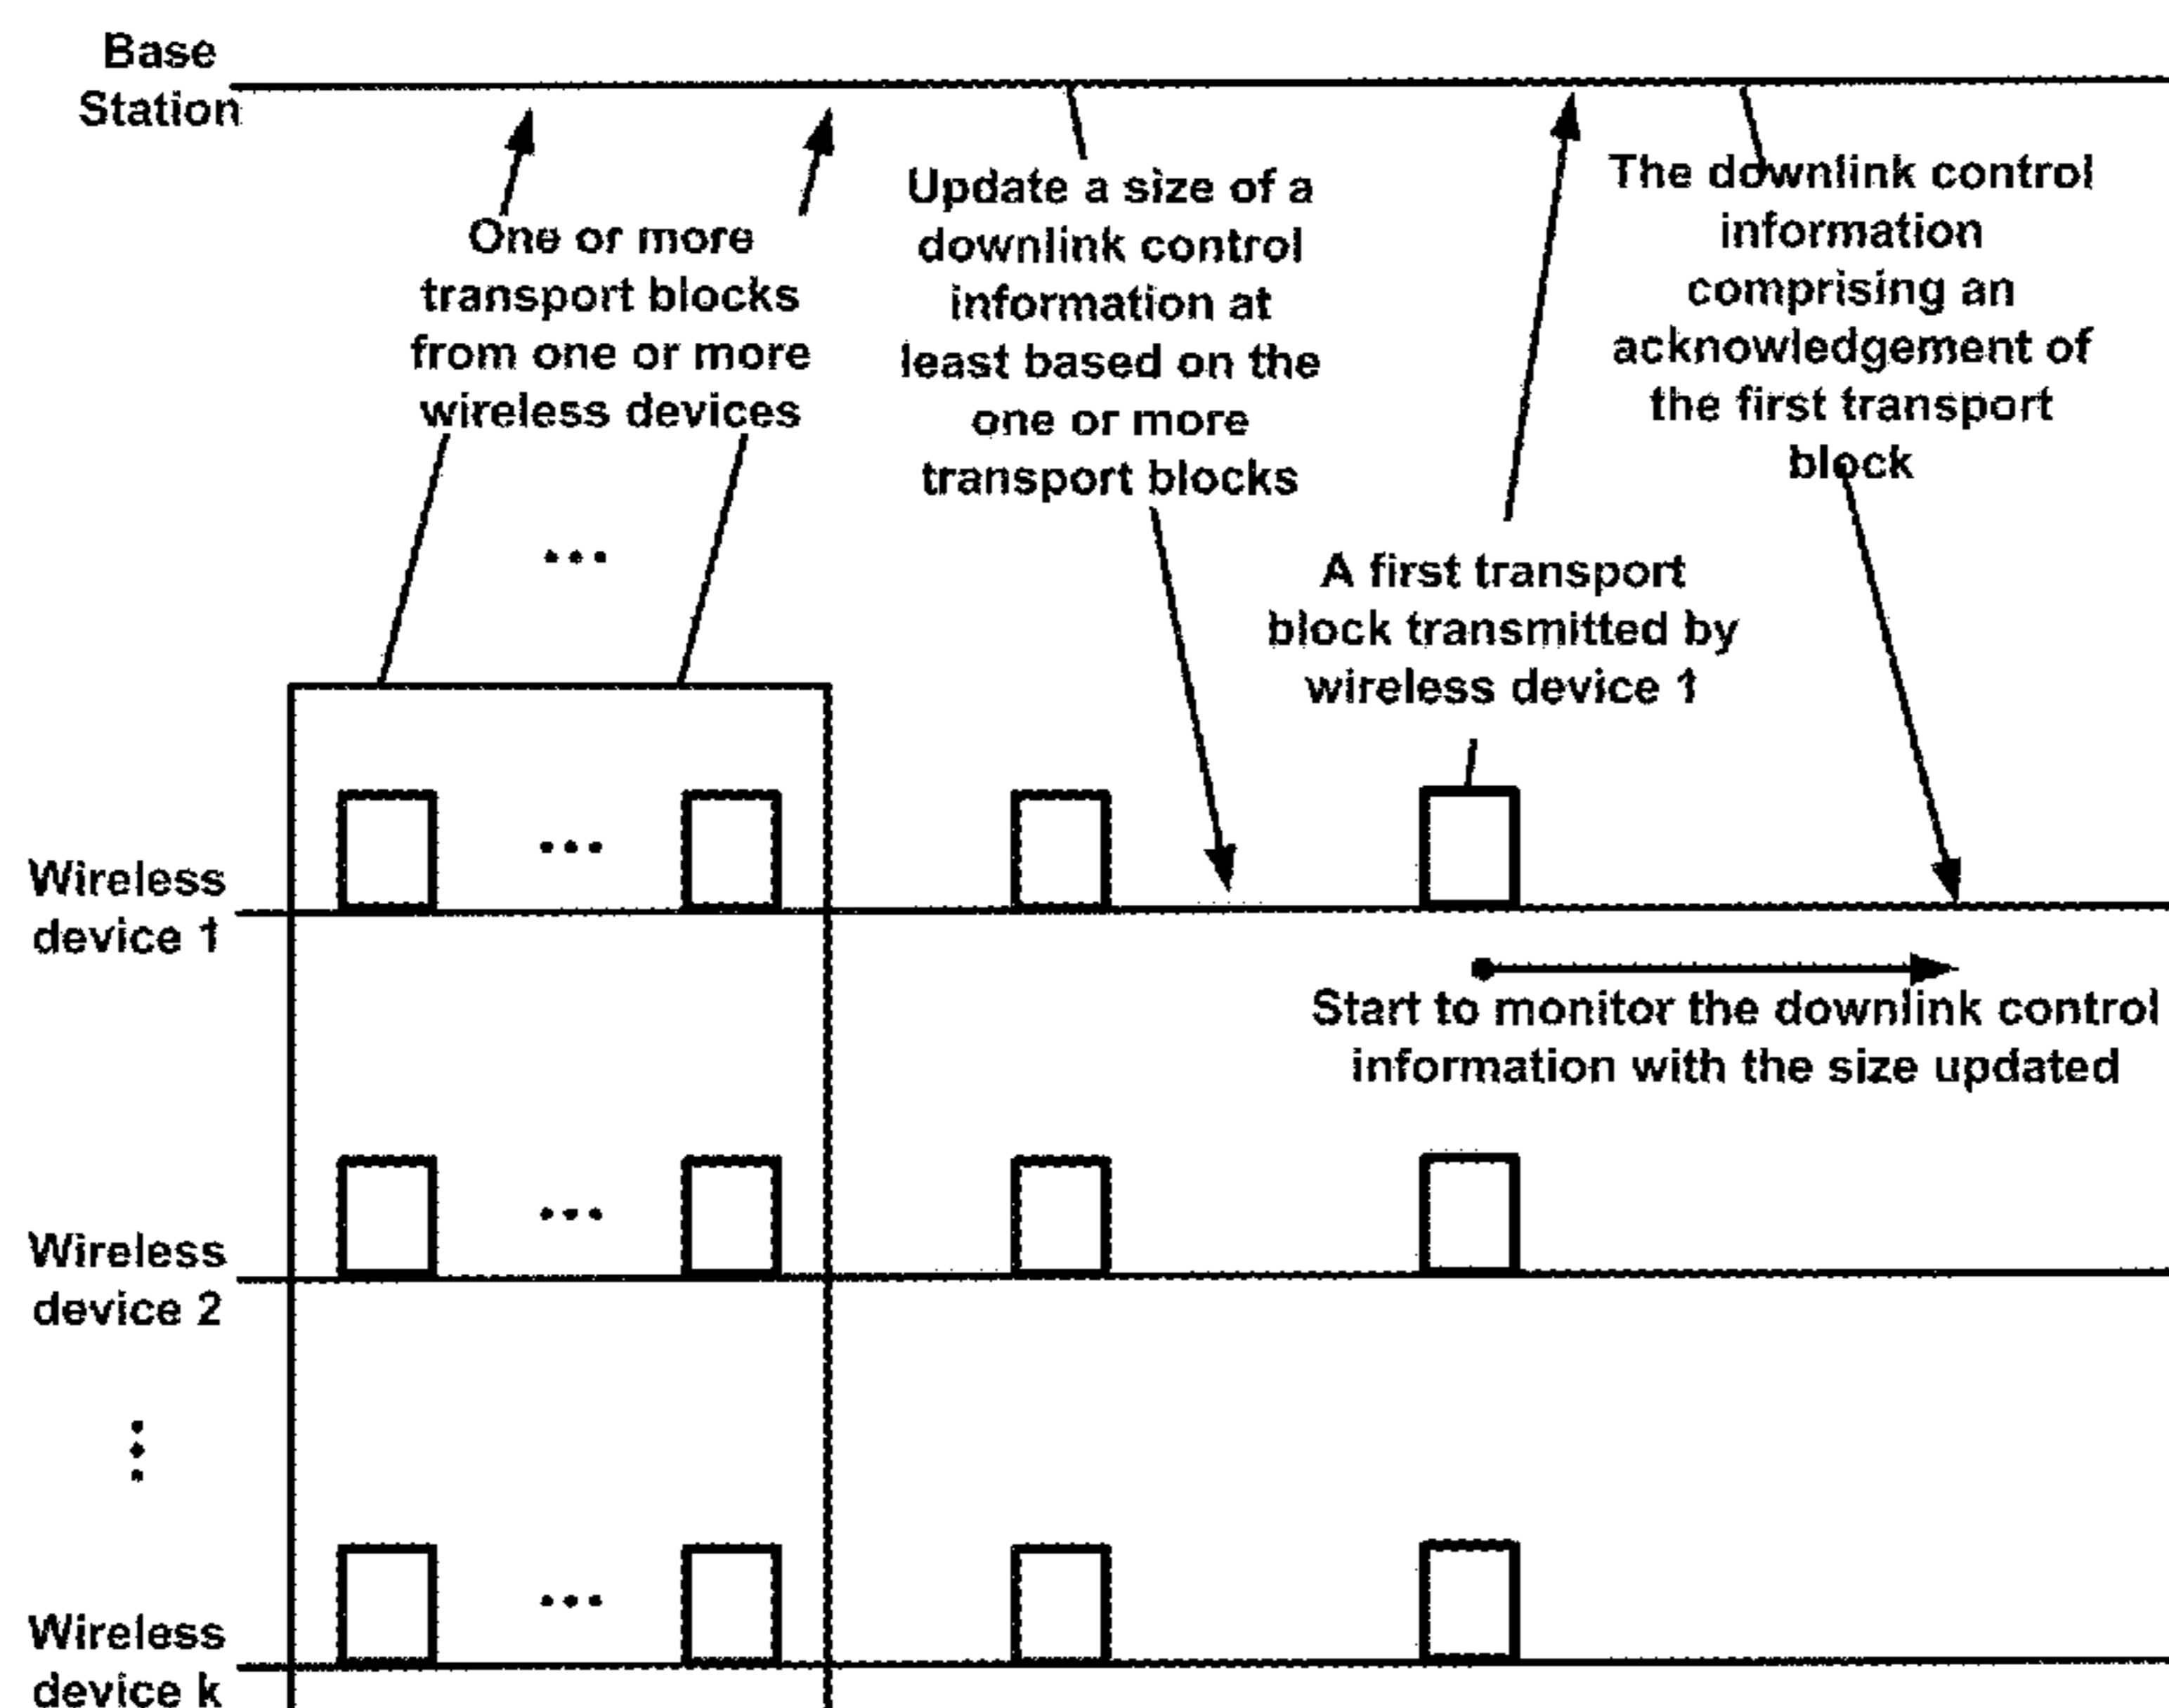 Base
Station
One or more
transport blocks
from one or more
wireless devices
...
Update a size of a
downlink control
information at
least based on the
one or more
transport blocks
The downlink control
information
comprising an
acknowledgement of
the first transport
block
A first transport
block transmitted by
wireless device 1
Wireless
device 1
...
Start to monitor the downlink control
information with the size updated
Wireless
device 2
...
...
Wireless
device k
...